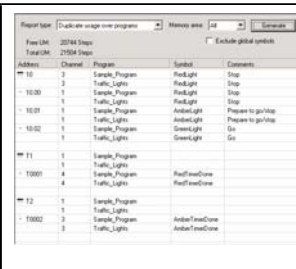 Report type: Duplicate usage over programs Memory area: All Generate
Free UM: 20744 Steps Exclude global symbols
Total UM: 21504 Steps
Address Channel Program Symbol Comments
10 3 Sample_Program RedLight Stop
3 Traffic_Lights RedLight Stop
10.00 1 Sample_Program RedLight Stop
1 Traffic_Lights RedLight Stop
10.01 1 Sample_Program AmberLight Prepare to go/stop
1 Traffic_Lights AmberLight Prepare to go/stop
10.02 1 Sample_Program GreenLight Go
1 Traffic_Lights GreenLight Go
T1 1 Sample_Program
1 Traffic_Lights
T0001 4 Sample_Program RedTimerDone
4 Traffic_Lights RedTimerDone
T2 1 Sample_Program
1 Traffic_Lights
T0002 3 Sample_Program AmberTimerDone
3 Traffic_Lights AmberTimerDone